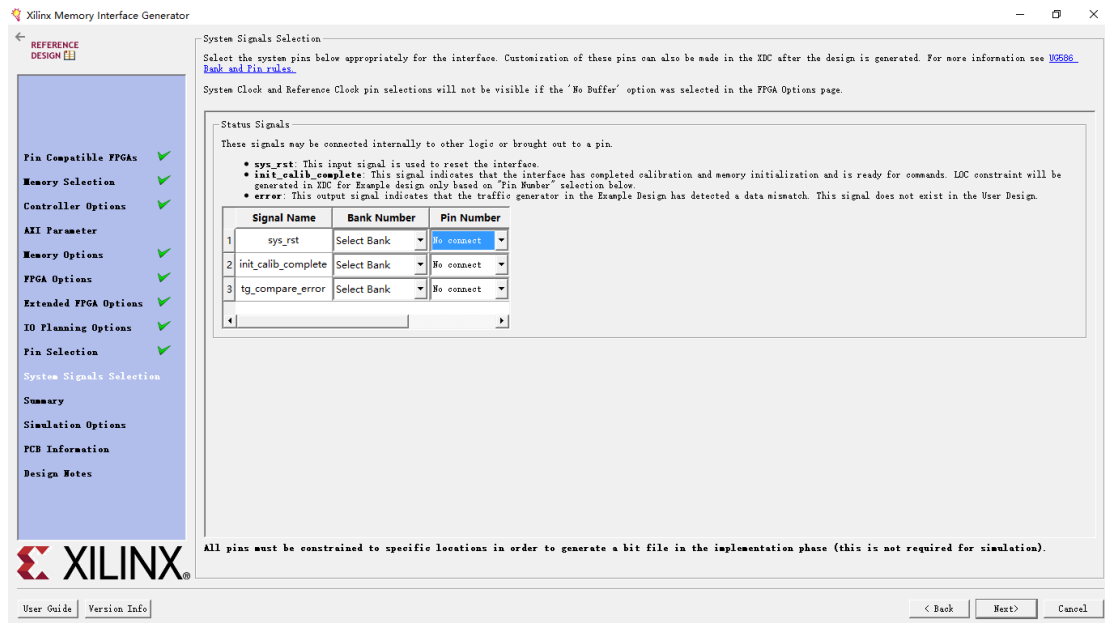 Xilinx Memory Interface Generator
REFERENCE
DESIGN
Pin Compatible FPGAs
Memory Selection
Controller Options
AXI Parameter
Memory Options
FPGA Options
Extended FPGA Options
IO Planning Options
Pin Selection
System Signals Selection
Summary
Simulation Options
PCB Information
Design Notes
XILINX®
System Signals Selection
Select the system pins below appropriately for the interface. Customization of these pins can also be made in the XDC after the design is generated. For more information see UG586
Bank and Pin rules.
System Clock and Reference Clock pin selections will not be visible if the 'No Buffer' option was selected in the FPGA Options page.
Status Signals
These signals may be connected internally to other logic or brought out to a pin.
• sys_rst: This input signal is used to reset the interface.
• init_calib_complete: This signal indicates that the interface has completed calibration and memory initialization and is ready for commands. LOC constraint will be
generated in XDC for Example design only based on "Pin Number" selection below.
• error: This output signal indicates that the traffic generator in the Example Design has detected a data mismatch. This signal does not exist in the User Design.
Signal Name Bank Number Pin Number
1 sys_rst Select Bank No connect
2 init_calib_complete Select Bank No connect
3 tg_compare_error Select Bank No connect
All pins must be constrained to specific locations in order to generate a bit file in the implementation phase (this is not required for simulation).
User Guide Version Info < Back Next> Cancel